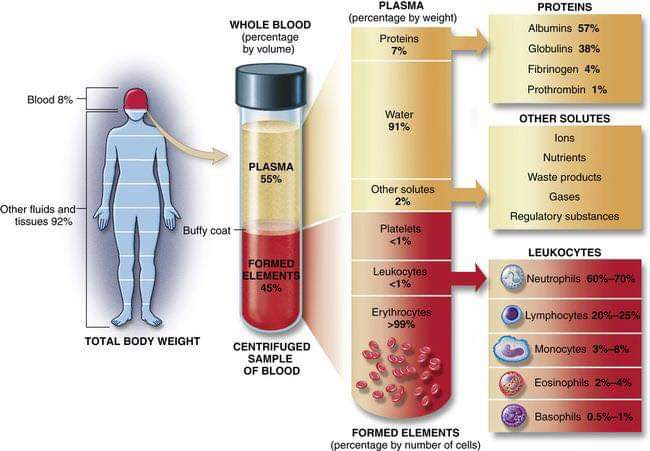 Blood 8%
Other fluids and
tissues 92%
TOTAL BODY WEIGHT
WHOLE BLOOD
(percentage
by volume)
PLASMA
55%
Buffy coat
FORMED
ELEMENTS
45%
CENTRIFUGED
SAMPLE
OF BLOOD
PLASMA
(percentage by weight)
Proteins
7%
Water
91%
Other solutes
2%
Platelets
<1%
Leukocytes
<1%
Erythrocytes
>99%
FORMED ELEMENTS
(percentage by number of cells)
PROTEINS
Albumins 57%
Globulins 38%
Fibrinogen 4%
Prothrombin 1%
OTHER SOLUTES
Ions
Nutrients
Waste products
Gases
Regulatory substances
LEUKOCYTES
Neutrophils 60%–70%
Lymphocytes 20%–25%
Monocytes 3%–8%
Eosinophils 2%–4%
Basophils 0.5%–1%